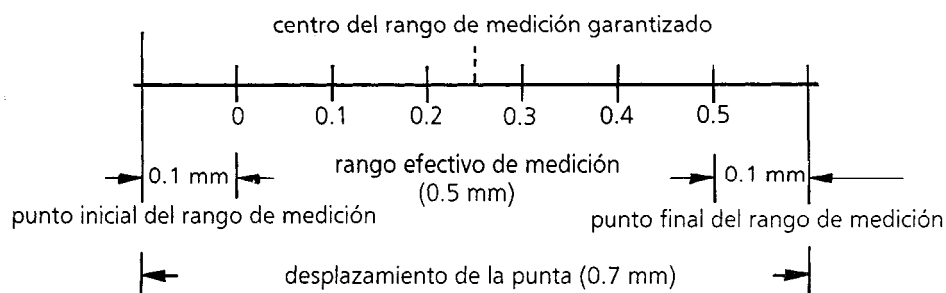 centro del rango de medición garantizado
0 0.1 0.2 0.3 0.4 0.5
0.1 mm rango efectivo de medición 0.1 mm
(0.5 mm)
punto inicial del rango de medición punto final del rango de medición
desplazamiento de la punta (0.7 mm)